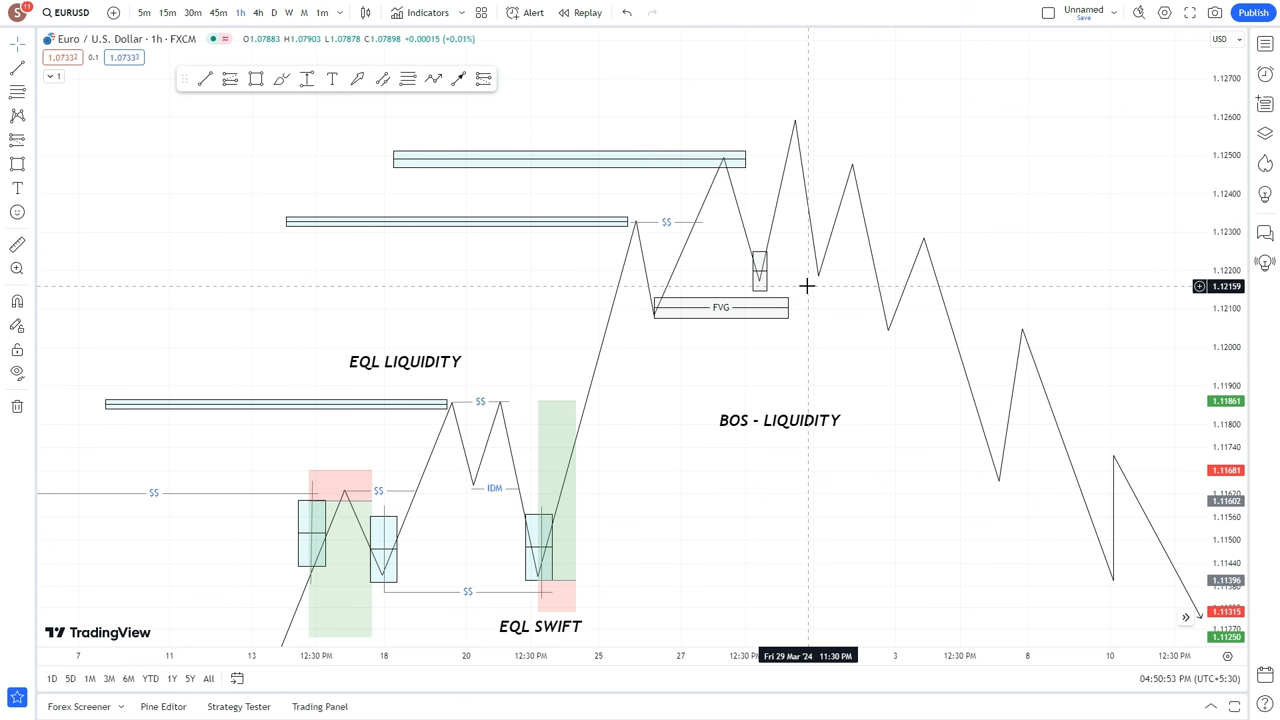 S 11 EURUSD 5m 15m 30m 45m 1h 4h D W M 1m Indicators Alert Replay Unnamed Save Publish
Euro / U.S. Dollar · 1h · FXCM O1.07883 H1.07903 L1.07878 C1.07898 +0.00015 (+0.01%) USD
1.07332 0.1 1.07333
1
1.12700
1.12600
1.12500
1.12400
1.12300
1.12200
1.12159
1.12100
1.12000
1.11900
1.11861
1.11800
1.11740
1.11681
1.11620
1.11602
1.11560
1.11500
1.11440
1.11396
1.11315
1.11270
1.11250
$$
FVG
EQL LIQUIDITY
$$
BOS - LIQUIDITY
$$
$$
IDM
$$
EQL SWIFT
TradingView
7 11 13 12:30 PM 18 20 12:30 PM 25 27 12:30 PM Fri 29 Mar '24 11:30 PM 3 12:30 PM 8 10 12:30 PM
1D 5D 1M 3M 6M YTD 1Y 5Y All 04:50:53 PM (UTC+5:30)
Forex Screener Pine Editor Strategy Tester Trading Panel